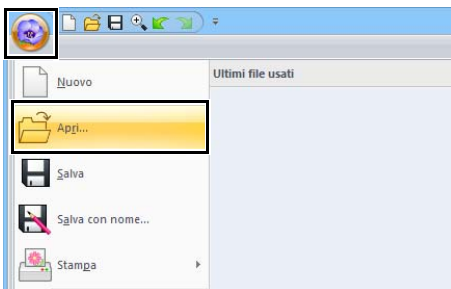 Ultimi file usati
Nuovo
Apri...
Salva
Salva con nome...
Stampa